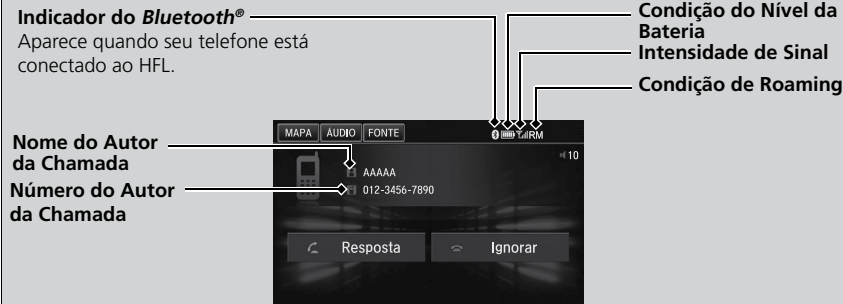 Indicador do Bluetooth®
Aparece quando seu telefone está
conectado ao HFL.
Condição do Nível da
Bateria
Intensidade de Sinal
Condição de Roaming
Nome do Autor
da Chamada
Número do Autor
da Chamada
MAPA ÁUDIO FONTE RM
10
AAAAA
012-3456-7890
Resposta Ignorar